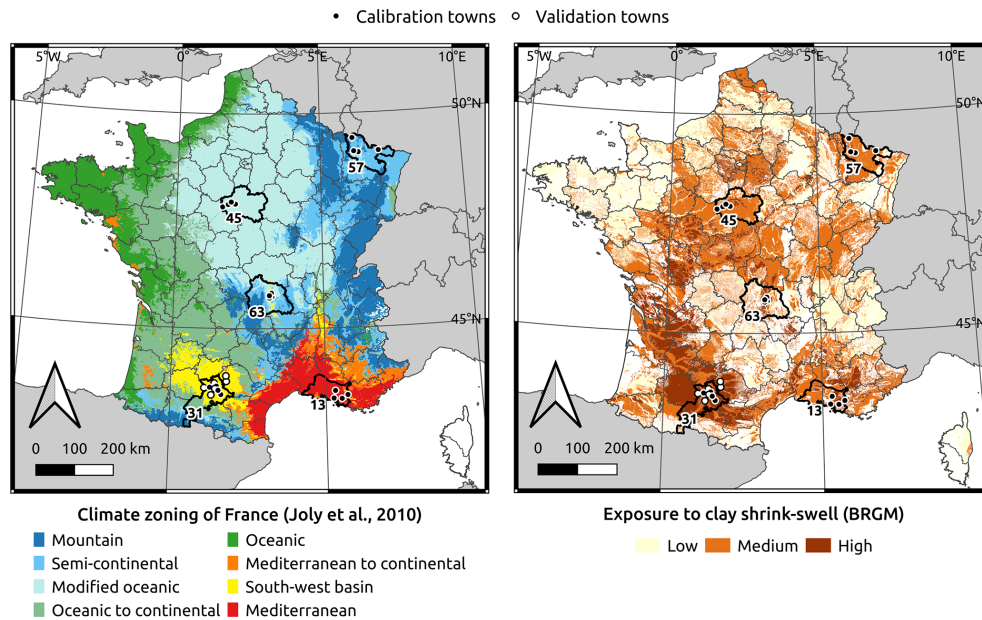 Calibration towns Validation towns
5°W 0° 5°E 10°E
50°N
57
45
63
45°N
31
13
0 100 200 km
5°W 0° 5°E 10°E
50°N
57
45
63
45°N
31
13
0 100 200 km
Climate zoning of France (Joly et al., 2010)
Mountain
Semi-continental
Modified oceanic
Oceanic to continental
Oceanic
Mediterranean to continental
South-west basin
Mediterranean
Exposure to clay shrink-swell (BRGM)
Low Medium High